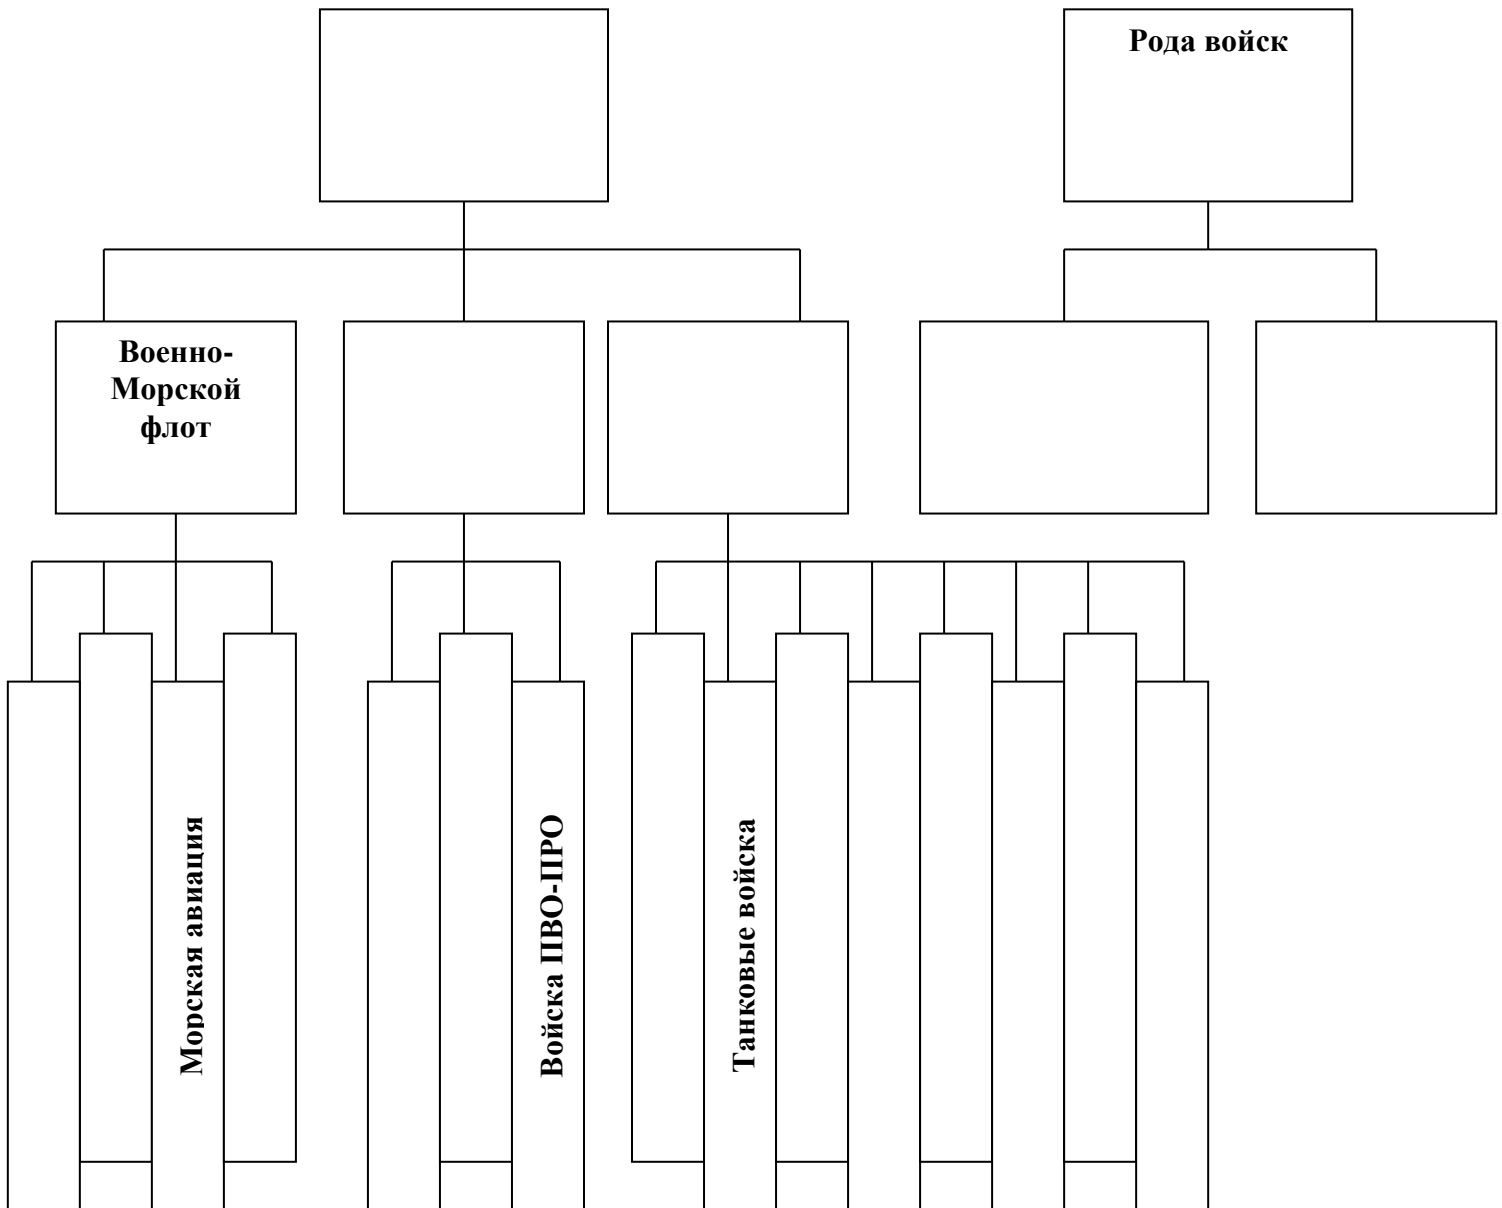 Рода войск
Военно-
Морской
флот
Морская авиация
Войска ПВО-ПРО
Танковые войска